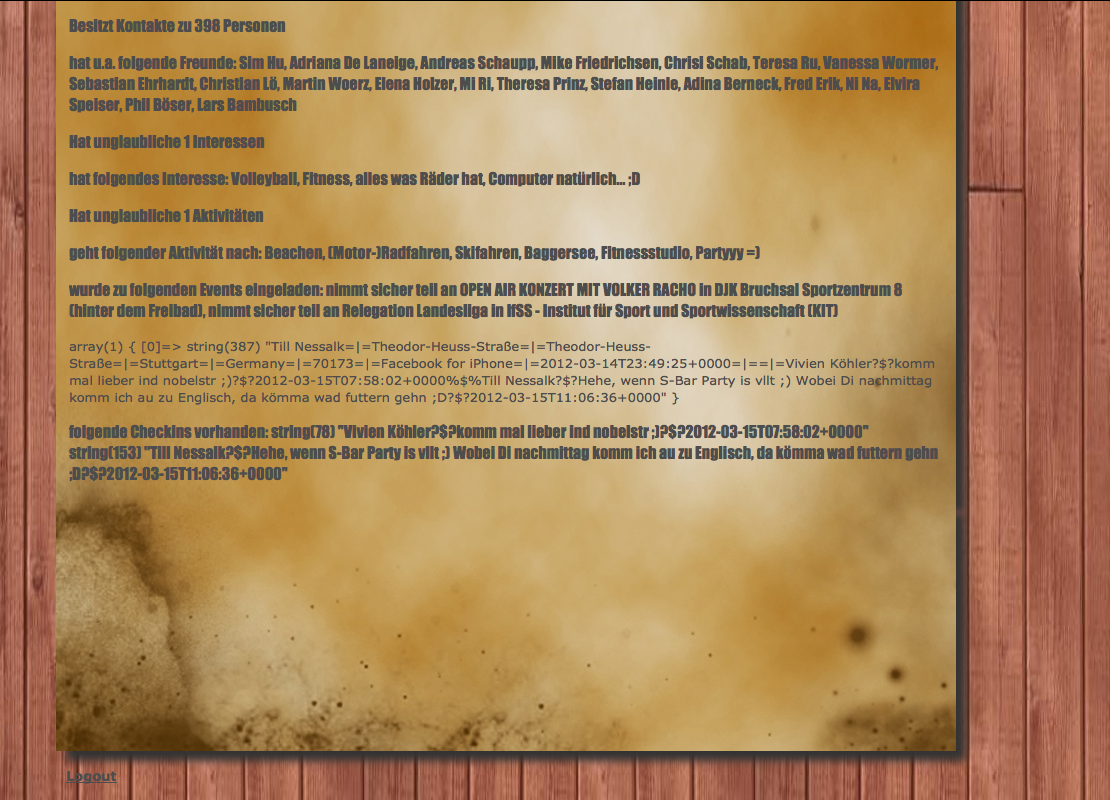 Besitzt Kontakte zu 398 Personen
hat u.a. folgende Freunde: Sim Hu, Adriana De Laneige, Andreas Schaupp, Mike Friedrichsen, Chrisi Schab, Teresa Ru, Vanessa Wormer,
Sebastian Ehrhardt, Christian Lö, Martin Woerz, Elena Holzer, Mi Ri, Theresa Prinz, Stefan Heinle, Adina Berneck, Fred Erik, Ni Na, Elvira
Speiser, Phil Böser, Lars Bambusch
Hat unglaubliche 1 Interessen
hat folgendes Interesse: Volleyball, Fitness, alles was Räder hat, Computer natürlich... ;D
Hat unglaubliche 1 Aktivitäten
geht folgender Aktivität nach: Beachen, (Motor-)Radfahren, Skifahren, Baggersee, Fitnessstudio, Partyyy =)
wurde zu folgenden Events eingeladen: nimmt sicher teil an OPEN AIR KONZERT MIT VOLKER RACHO in DJK Bruchsal Sportzentrum 8
(hinter dem Freibad), nimmt sicher teil an Relegation Landesliga in IfSS - Institut für Sport und Sportwissenschaft (KIT)
array(1) { [0]=> string(387) "Till Nessalk=|=Theodor-Heuss-Straße=|=Theodor-Heuss-
Straße=|=Stuttgart=|=Germany=|=70173=|=Facebook for iPhone=|=2012-03-14T23:49:25+0000=|==|=Vivien Köhler?$?komm
mal lieber ind nobelstr ;)?$?2012-03-15T07:58:02+0000%$%Till Nessalk?$?Hehe, wenn S-Bar Party is vllt ;) Wobei Di nachmittag
komm ich au zu Englisch, da kömma wad futtern gehn ;D?$?2012-03-15T11:06:36+0000" }
folgende Checkins vorhanden: string(78) "Vivien Köhler?$?komm mal lieber ind nobelstr ;)?$?2012-03-15T07:58:02+0000"
string(153) "Till Nessalk?$?Hehe, wenn S-Bar Party is vllt ;) Wobei Di nachmittag komm ich au zu Englisch, da kömma wad futtern gehn
;D?$?2012-03-15T11:06:36+0000"
Logout